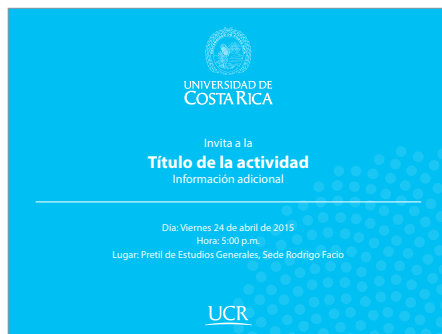 UNIVERSIDAD DE
COSTA RICA
Invita a la
Título de la actividad
Información adicional
Día: Viernes 24 de abril de 2015
Hora: 5:00 p.m.
Lugar: Pretil de Estudios Generales, Sede Rodrigo Facio
UCR